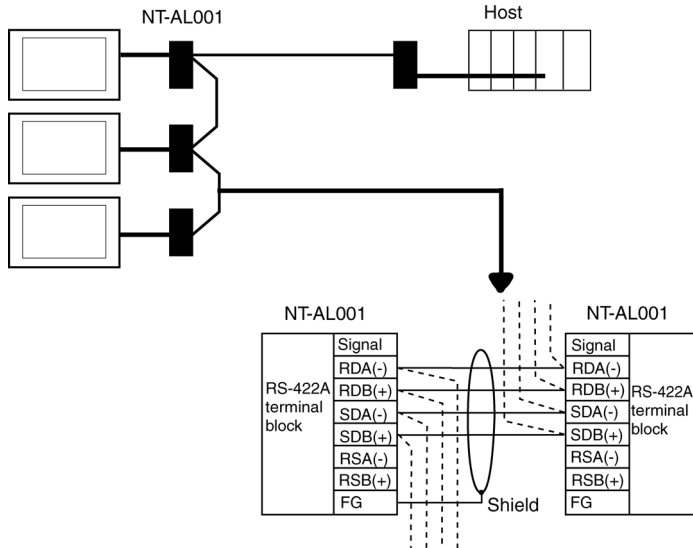 NT-AL001
Host
NT-AL001
Signal
RDA(-)
RDB(+)
SDA(-)
SDB(+)
RSA(-)
RSB(+)
FG
RS-422A
terminal
block
Shield
NT-AL001
Signal
RDA(-)
RDB(+)
SDA(-)
SDB(+)
RSA(-)
RSB(+)
FG
RS-422A
terminal
block